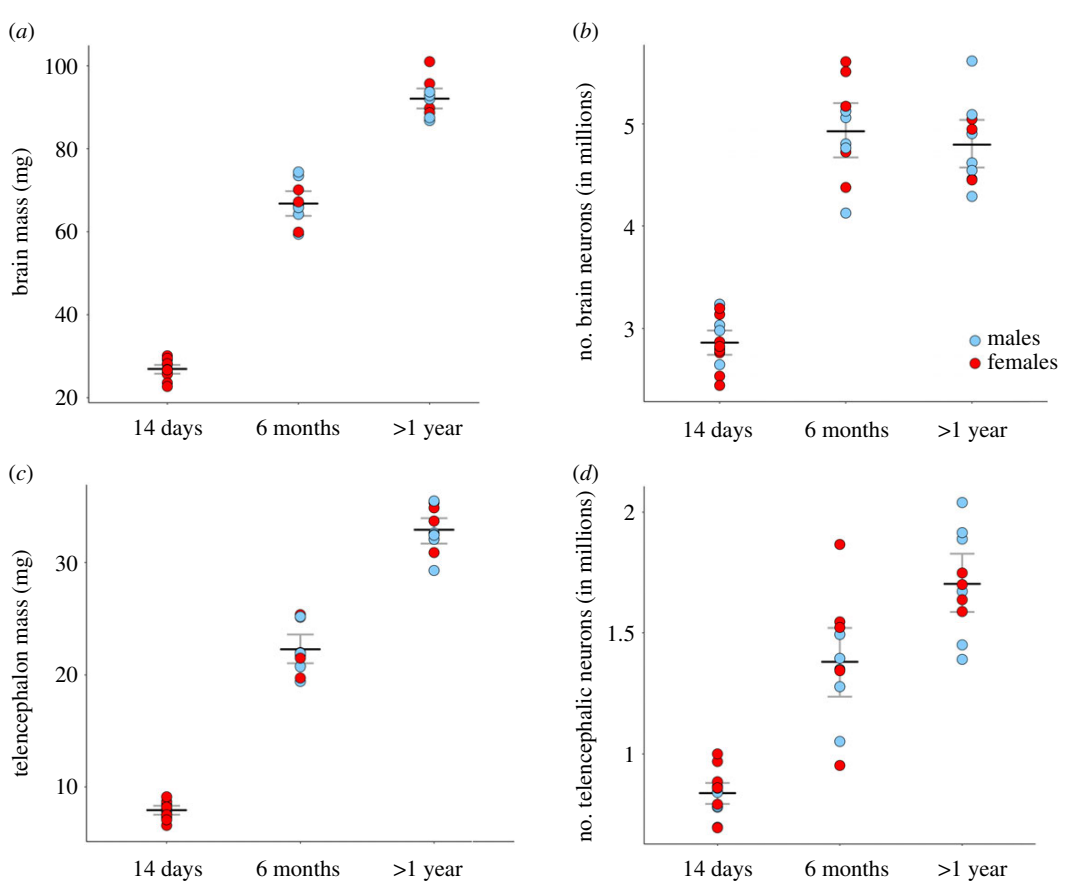 (a)
brain mass (mg)
100
80
60
40
20
14 days
6 months
>1 year
(b)
no. brain neurons (in millions)
5
4
3
males
females
14 days
6 months
>1 year
(c)
telencephalon mass (mg)
30
20
10
14 days
6 months
>1 year
(d)
no. telencephalic neurons (in millions)
2
1.5
1
14 days
6 months
>1 year